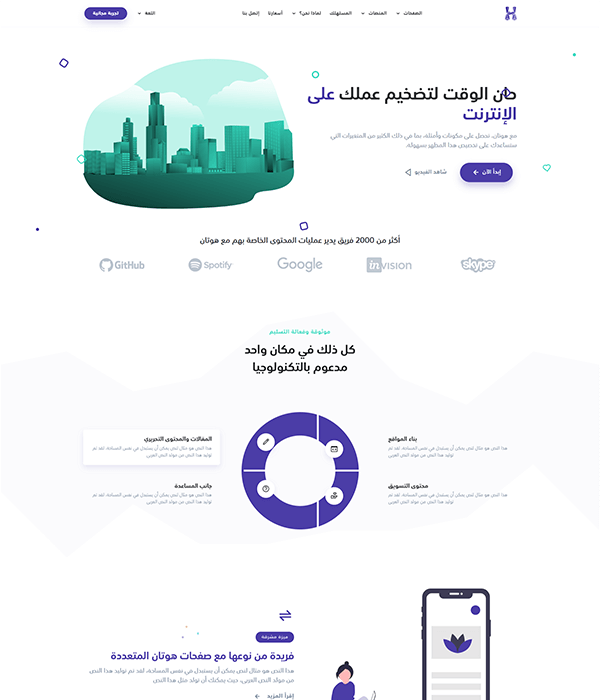 الصفحات
المنصات
المستهلك
لماذا نحن؟
أسعارنا
إتصل بنا
اللغة
تجربة مجانية
حان الوقت لتضخيم عملك على
الإنترنت
مع هوتان، تحصل على مكونات وأمثلة، بما في ذلك الكثير من المتغيرات التي
ستساعدك على تخصيص هذا المظهر بسهولة.
إبدأ الآن
شاهد الفيديو
أكثر من 2000 فريق يدير عمليات المحتوى الخاصة بهم مع هوتان
skype
invision
Google
Spotify
GitHub
موثوقة وفعالة التسليم
كل ذلك في مكان واحد
مدعوم بالتكنولوجيا
بناء المواقع
هذا النص هو مثال لنص يمكن أن يستبدل في نفس المساحة، لقد تم
توليد هذا النص من مولد النص العربى
المقالات والمحتوى التحريري
هذا النص هو مثال لنص يمكن أن يستبدل في نفس المساحة، لقد تم
توليد هذا النص من مولد النص العربى
محتوى التسويق
هذا النص هو مثال لنص يمكن أن يستبدل في نفس المساحة، لقد تم
توليد هذا النص من مولد النص العربى
جانب المساعدة
هذا النص هو مثال لنص يمكن أن يستبدل في نفس المساحة، لقد تم
توليد هذا النص من مولد النص العربى
ميزة مشرفة
فريدة من نوعها مع صفحات هوتان المتعددة
هذا النص هو مثال لنص يمكن أن يستبدل في نفس المساحة، لقد تم توليد هذا النص
من مولد النص العربى، حيث يمكنك أن تولد مثل هذا النص
إقرأ المزيد